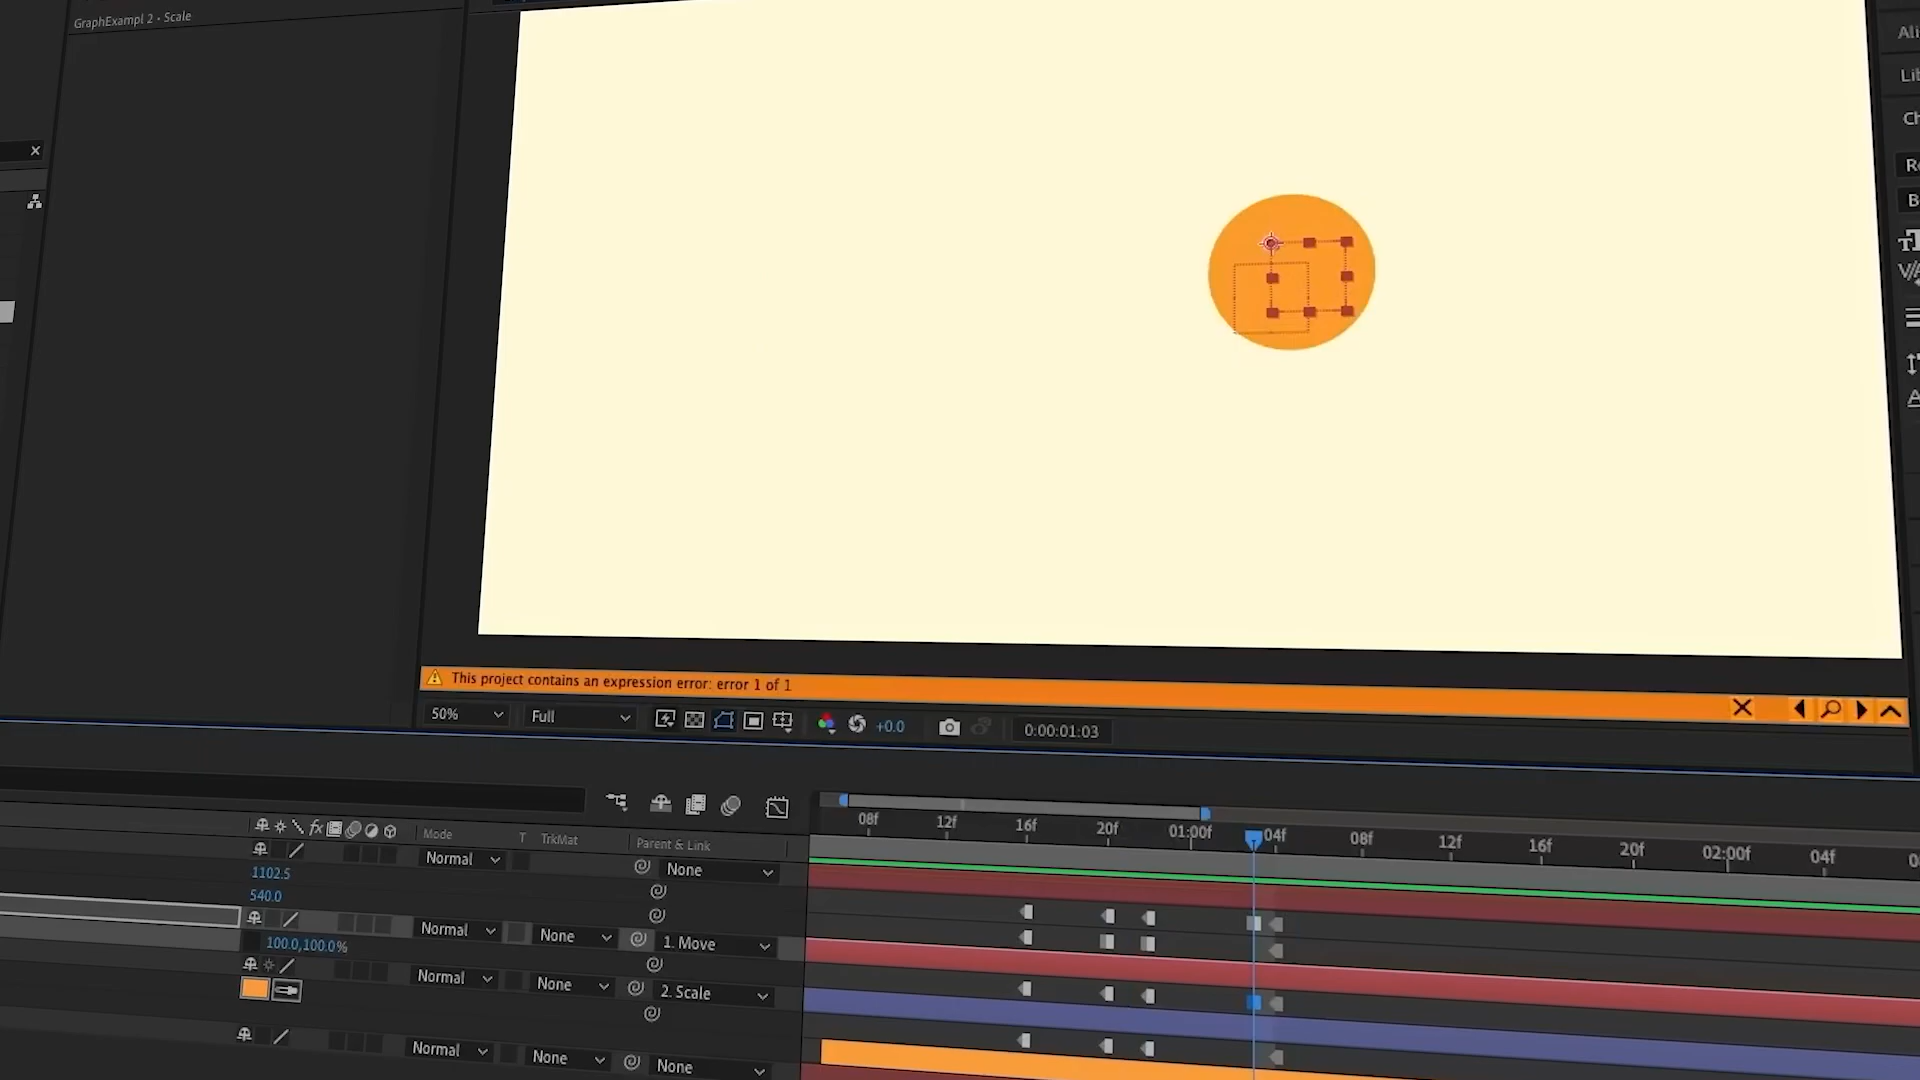 GraphExampl 2 • Scale
This project contains an expression error: error 1 of 1
50%
Full
+0.0
0:00:01:03
08f
12f
16f
20f
01:00f
04f
08f
12f
16f
20f
02:00f
04f
fx
Mode
T
TrkMat
Parent & Link
Normal
None
1102.5
540.0
Normal
None
1. Move
100.0,100.0%
Normal
None
2. Scale
Normal
None
None